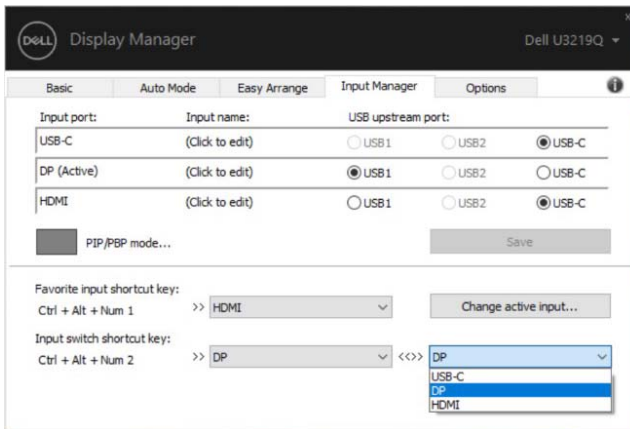 DELL Display Manager Dell U3219Q
Basic Auto Mode Easy Arrange Input Manager Options
Input port: Input name: USB upstream port:
USB-C (Click to edit) USB1 USB2 USB-C
DP (Active) (Click to edit) USB1 USB2 USB-C
HDMI (Click to edit) USB1 USB2 USB-C
PIP/PBP mode... Save
Favorite input shortcut key:
Ctrl + Alt + Num 1 >> HDMI Change active input...
Input switch shortcut key:
Ctrl + Alt + Num 2 >> DP <<>> DP
USB-C
DP
HDMI